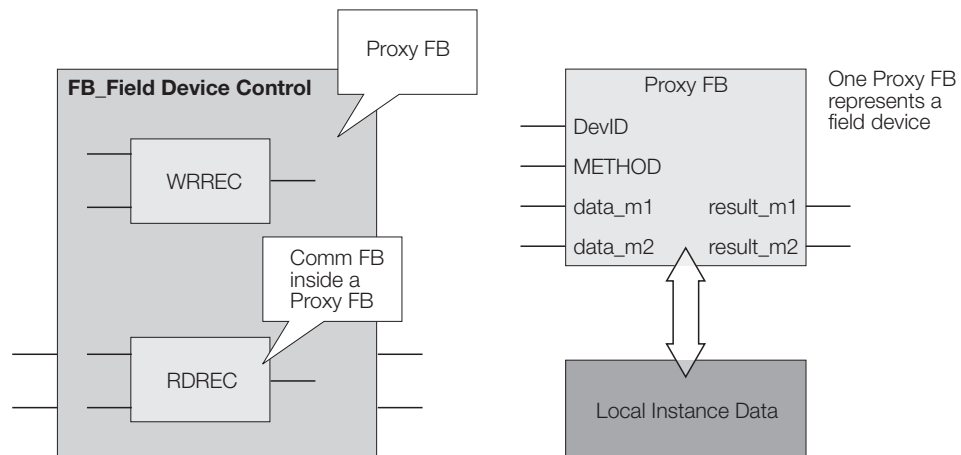 Proxy FB
FB_Field Device Control
WRREC
Comm FB
inside a
Proxy FB
RDREC
Proxy FB
DevID
METHOD
data_m1 result_m1
data_m2 result_m2
One Proxy FB
represents a
field device
Local Instance Data